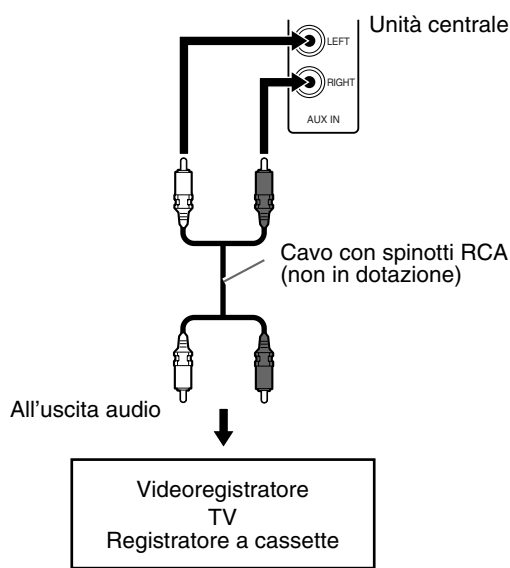 Unità centrale
LEFT
RIGHT
AUX IN
Cavo con spinotti RCA
(non in dotazione)
All'uscita audio
Videoregistratore
TV
Registratore a cassette